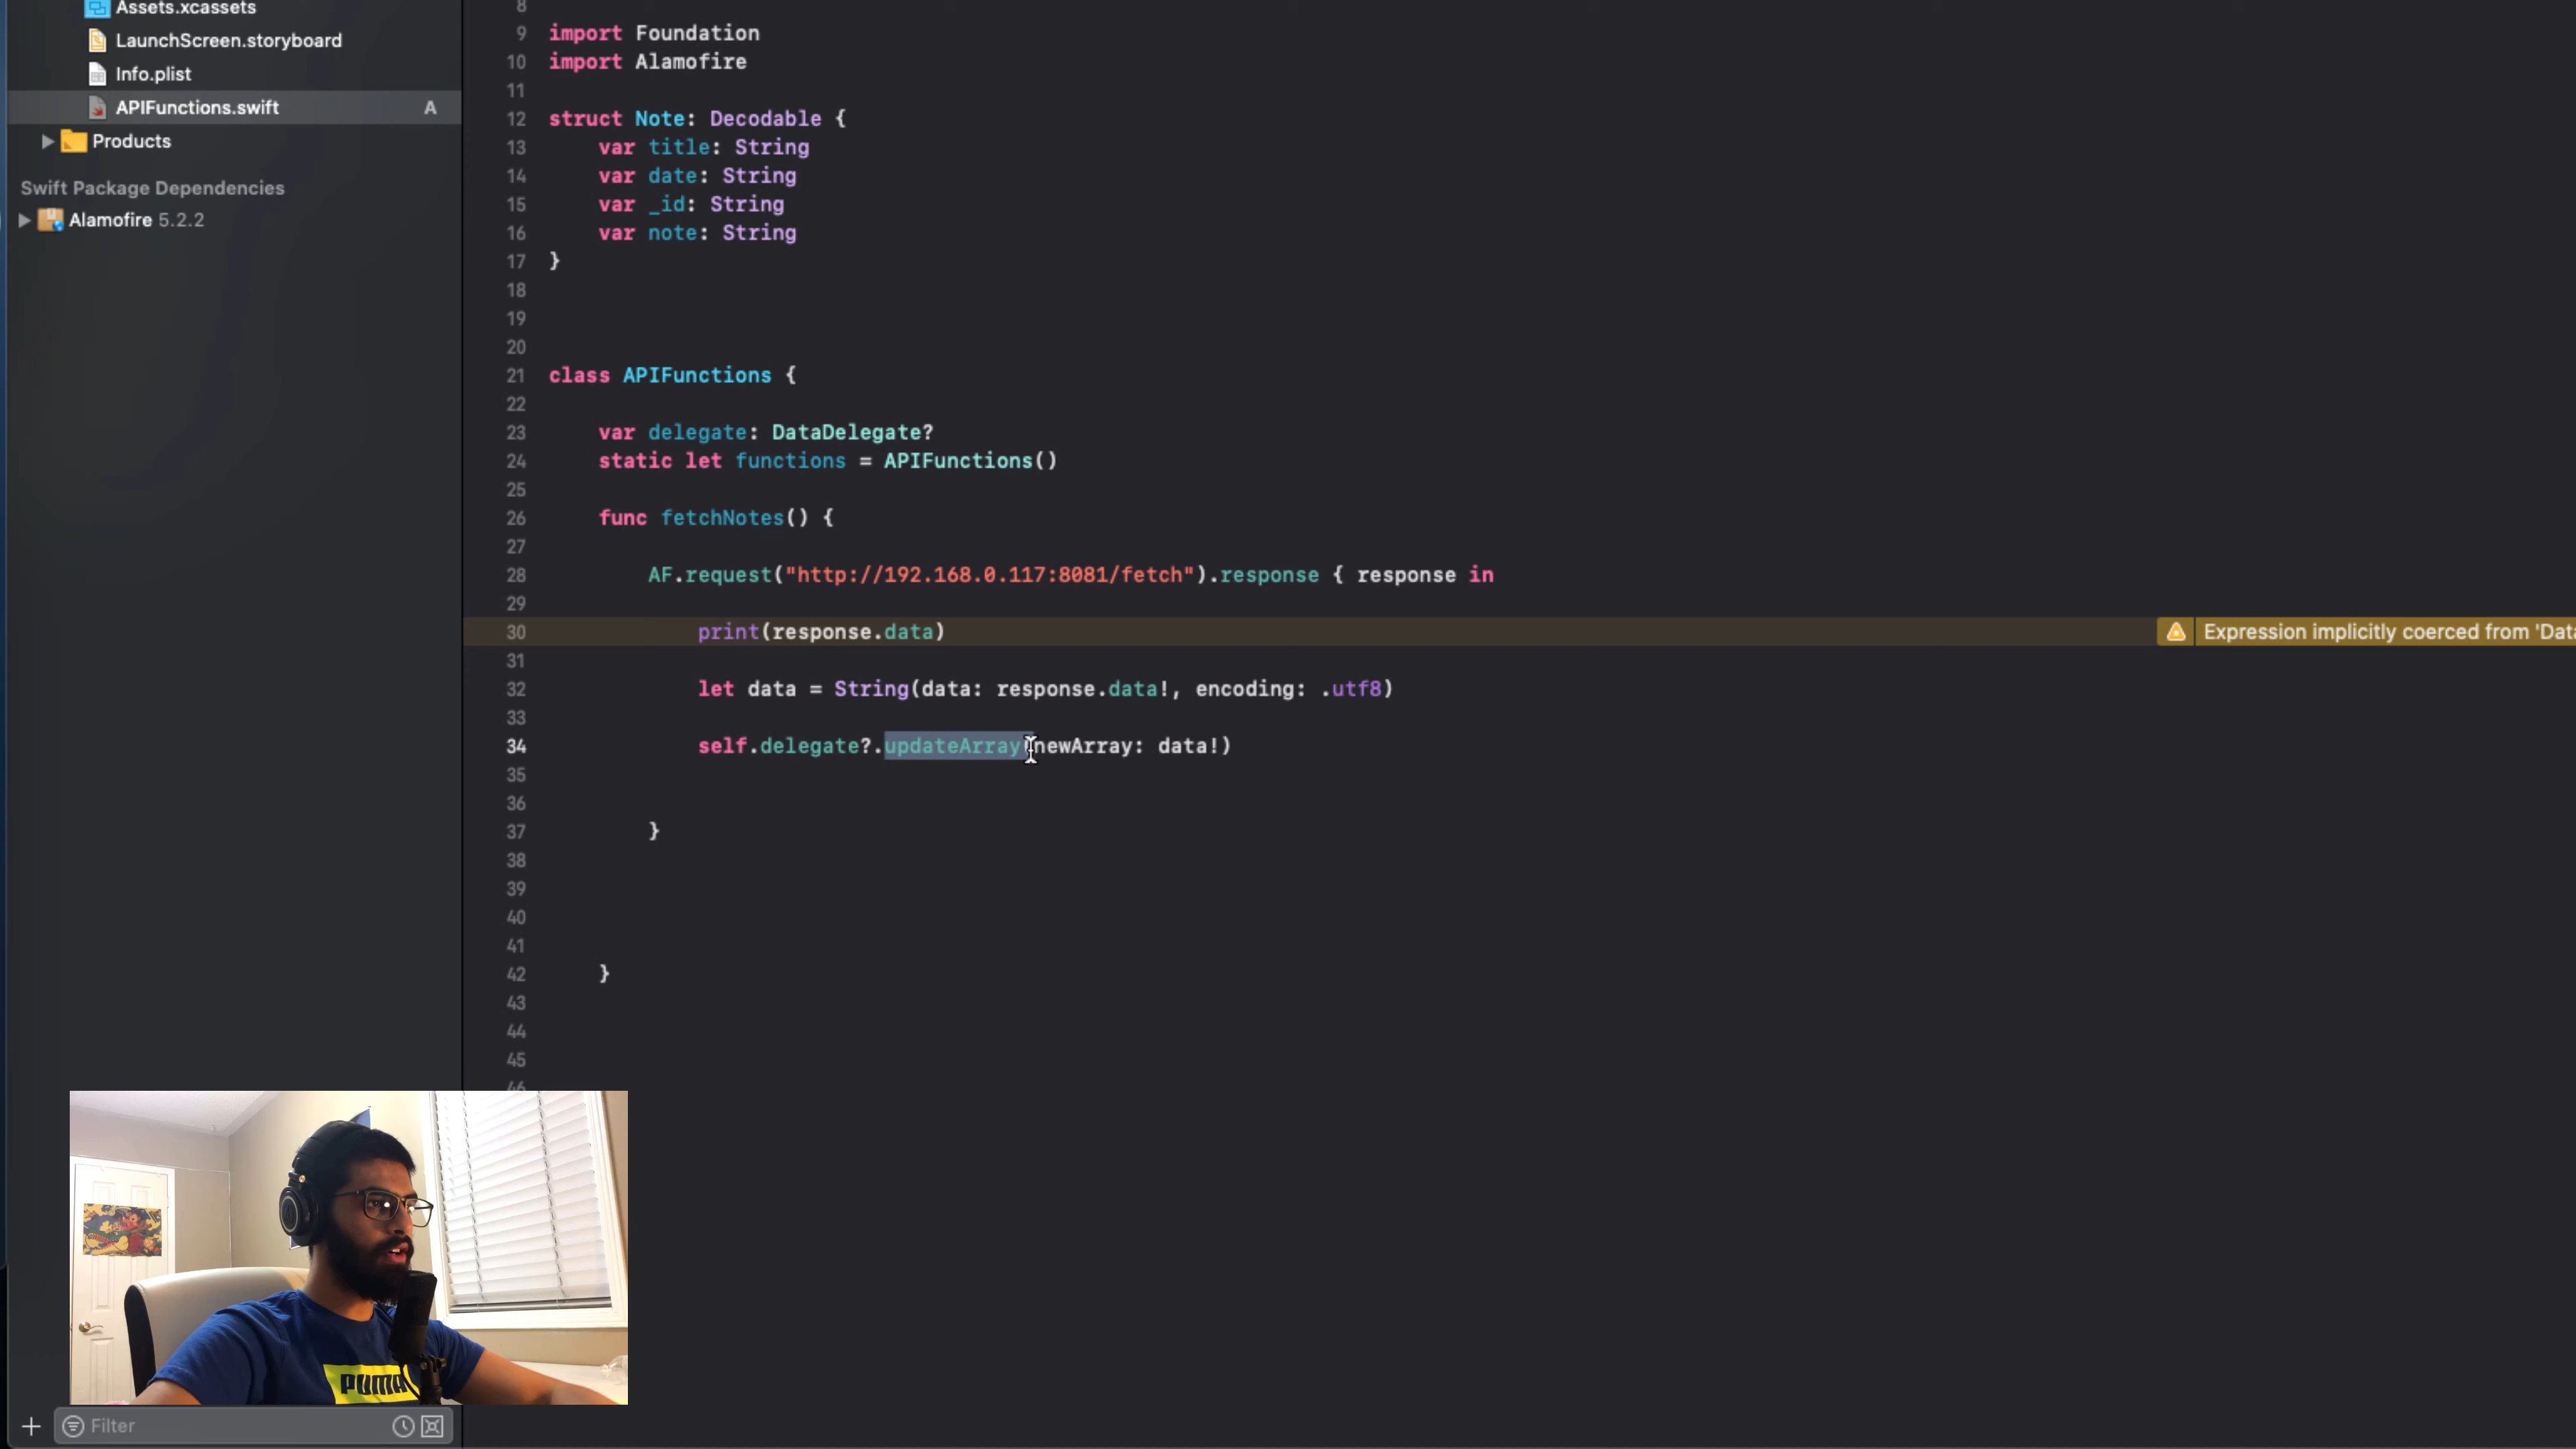 Assets.xcassets
LaunchScreen.storyboard
Info.plist
APIFunctions.swift A
Products
Swift Package Dependencies
Alamofire 5.2.2
8
9 import Foundation
10 import Alamofire
11
12 struct Note: Decodable {
13 var title: String
14 var date: String
15 var _id: String
16 var note: String
17 }
18
19
20
21 class APIFunctions {
22
23 var delegate: DataDelegate?
24 static let functions = APIFunctions()
25
26 func fetchNotes() {
27
28 AF.request("http://192.168.0.117:8081/fetch").response { response in
29
30 print(response.data) Expression implicitly coerced from 'Data
31
32 let data = String(data: response.data!, encoding: .utf8)
33
34 self.delegate?.updateArray(newArray: data!)
35
36
37 }
38
39
40
41
42 }
43
44
45
46
PUMA
Filter